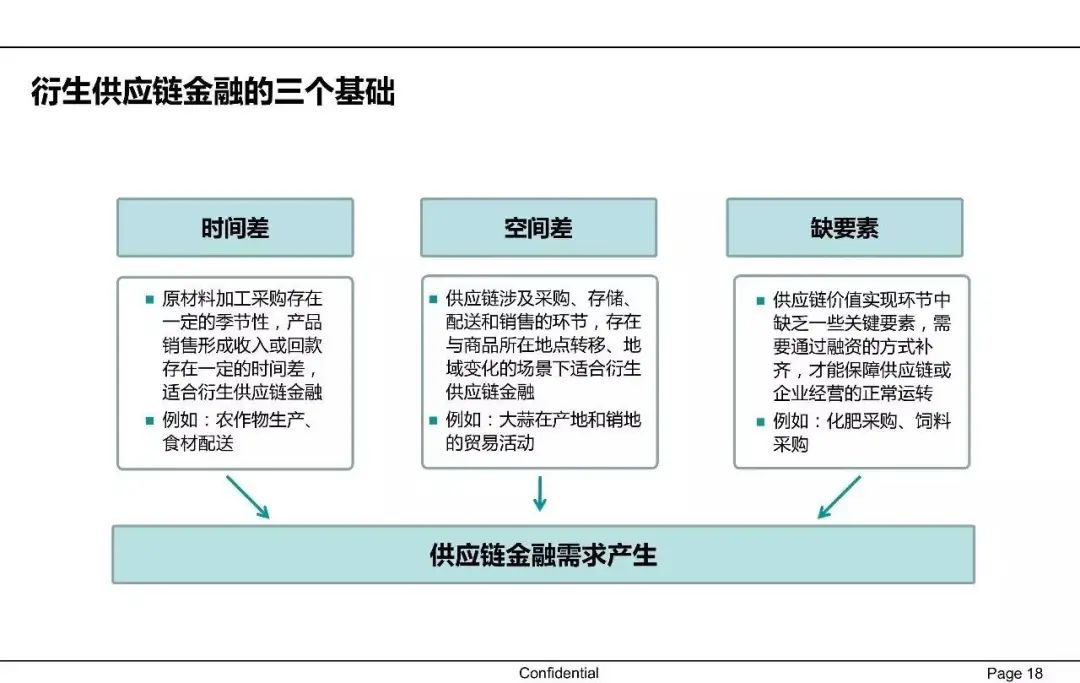 衍生供应链金融的三个基础
时间差
原材料加工采购存在
一定的季节性，产品
销售形成收入或回款
存在一定的时间差，
适合衍生供应链金融
例如：农作物生产、
食材配送
空间差
供应链涉及采购、存储、
配送和销售的环节，存在
与商品所在地点转移、地
域变化的场景下适合衍生
供应链金融
例如：大蒜在产地和销地
的贸易活动
缺要素
供应链价值实现环节中
缺乏一些关键要素，需
要通过融资的方式补
齐，才能保障供应链或
企业经营的正常运转
例如：化肥采购、饲料
采购
供应链金融需求产生
Confidential
Page 18